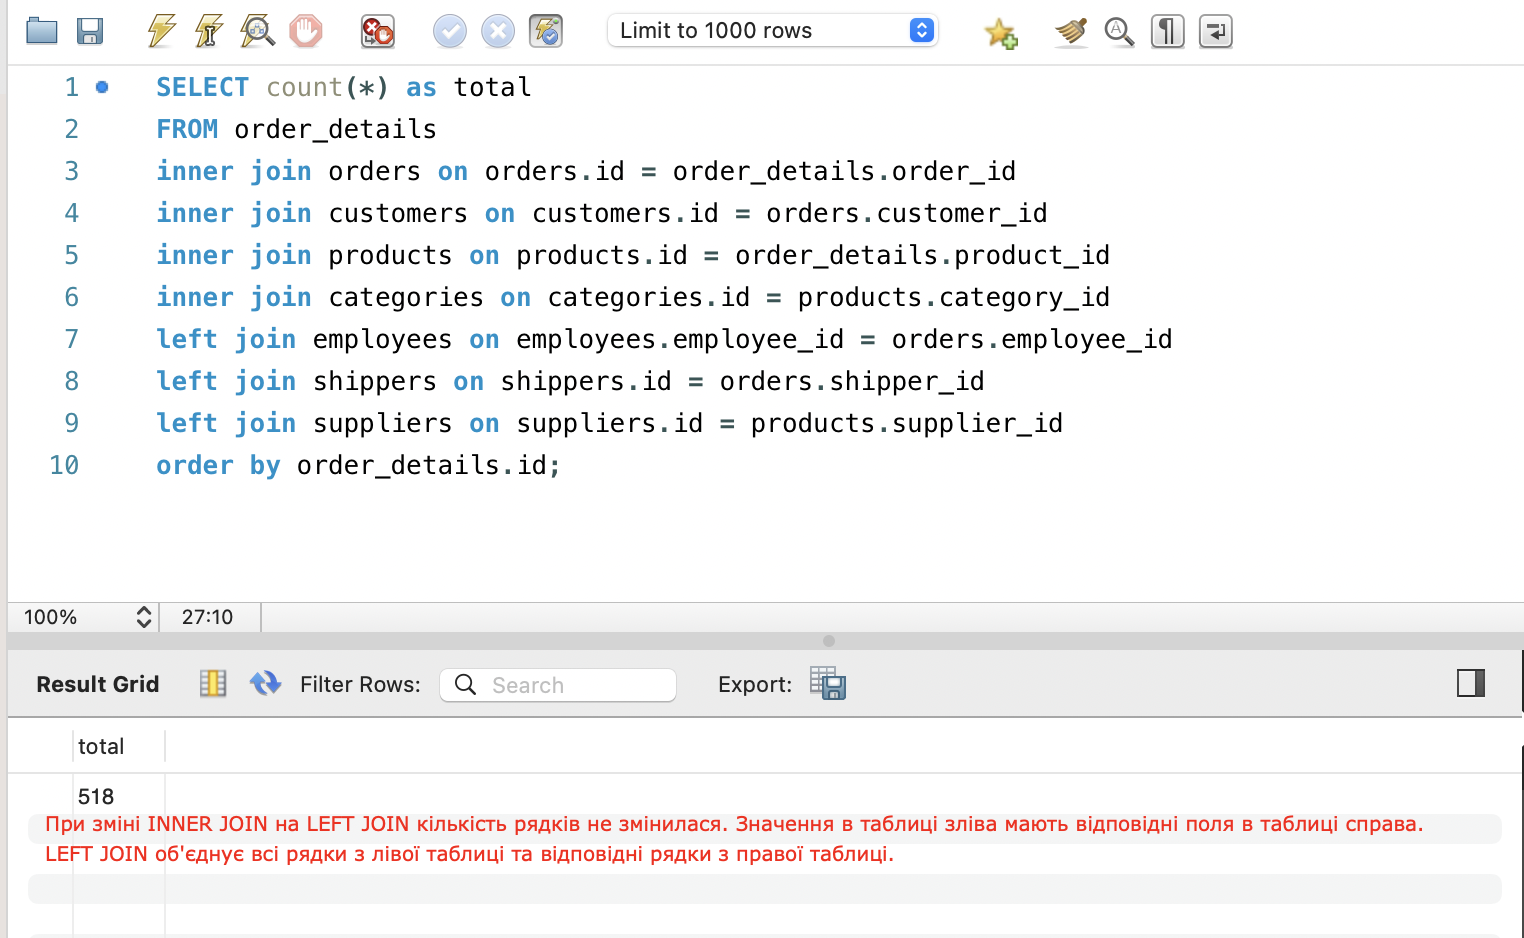 Limit to 1000 rows
1 SELECT count(*) as total
2 FROM order_details
3 inner join orders on orders.id = order_details.order_id
4 inner join customers on customers.id = orders.customer_id
5 inner join products on products.id = order_details.product_id
6 inner join categories on categories.id = products.category_id
7 left join employees on employees.employee_id = orders.employee_id
8 left join shippers on shippers.id = orders.shipper_id
9 left join suppliers on suppliers.id = products.supplier_id
10 order by order_details.id;
100% 27:10
Result Grid Filter Rows: Search Export:
total
518
При зміні INNER JOIN на LEFT JOIN кількість рядків не змінилася. Значення в таблиці зліва мають відповідні поля в таблиці справа.
LEFT JOIN об'єднує всі рядки з лівої таблиці та відповідні рядки з правої таблиці.